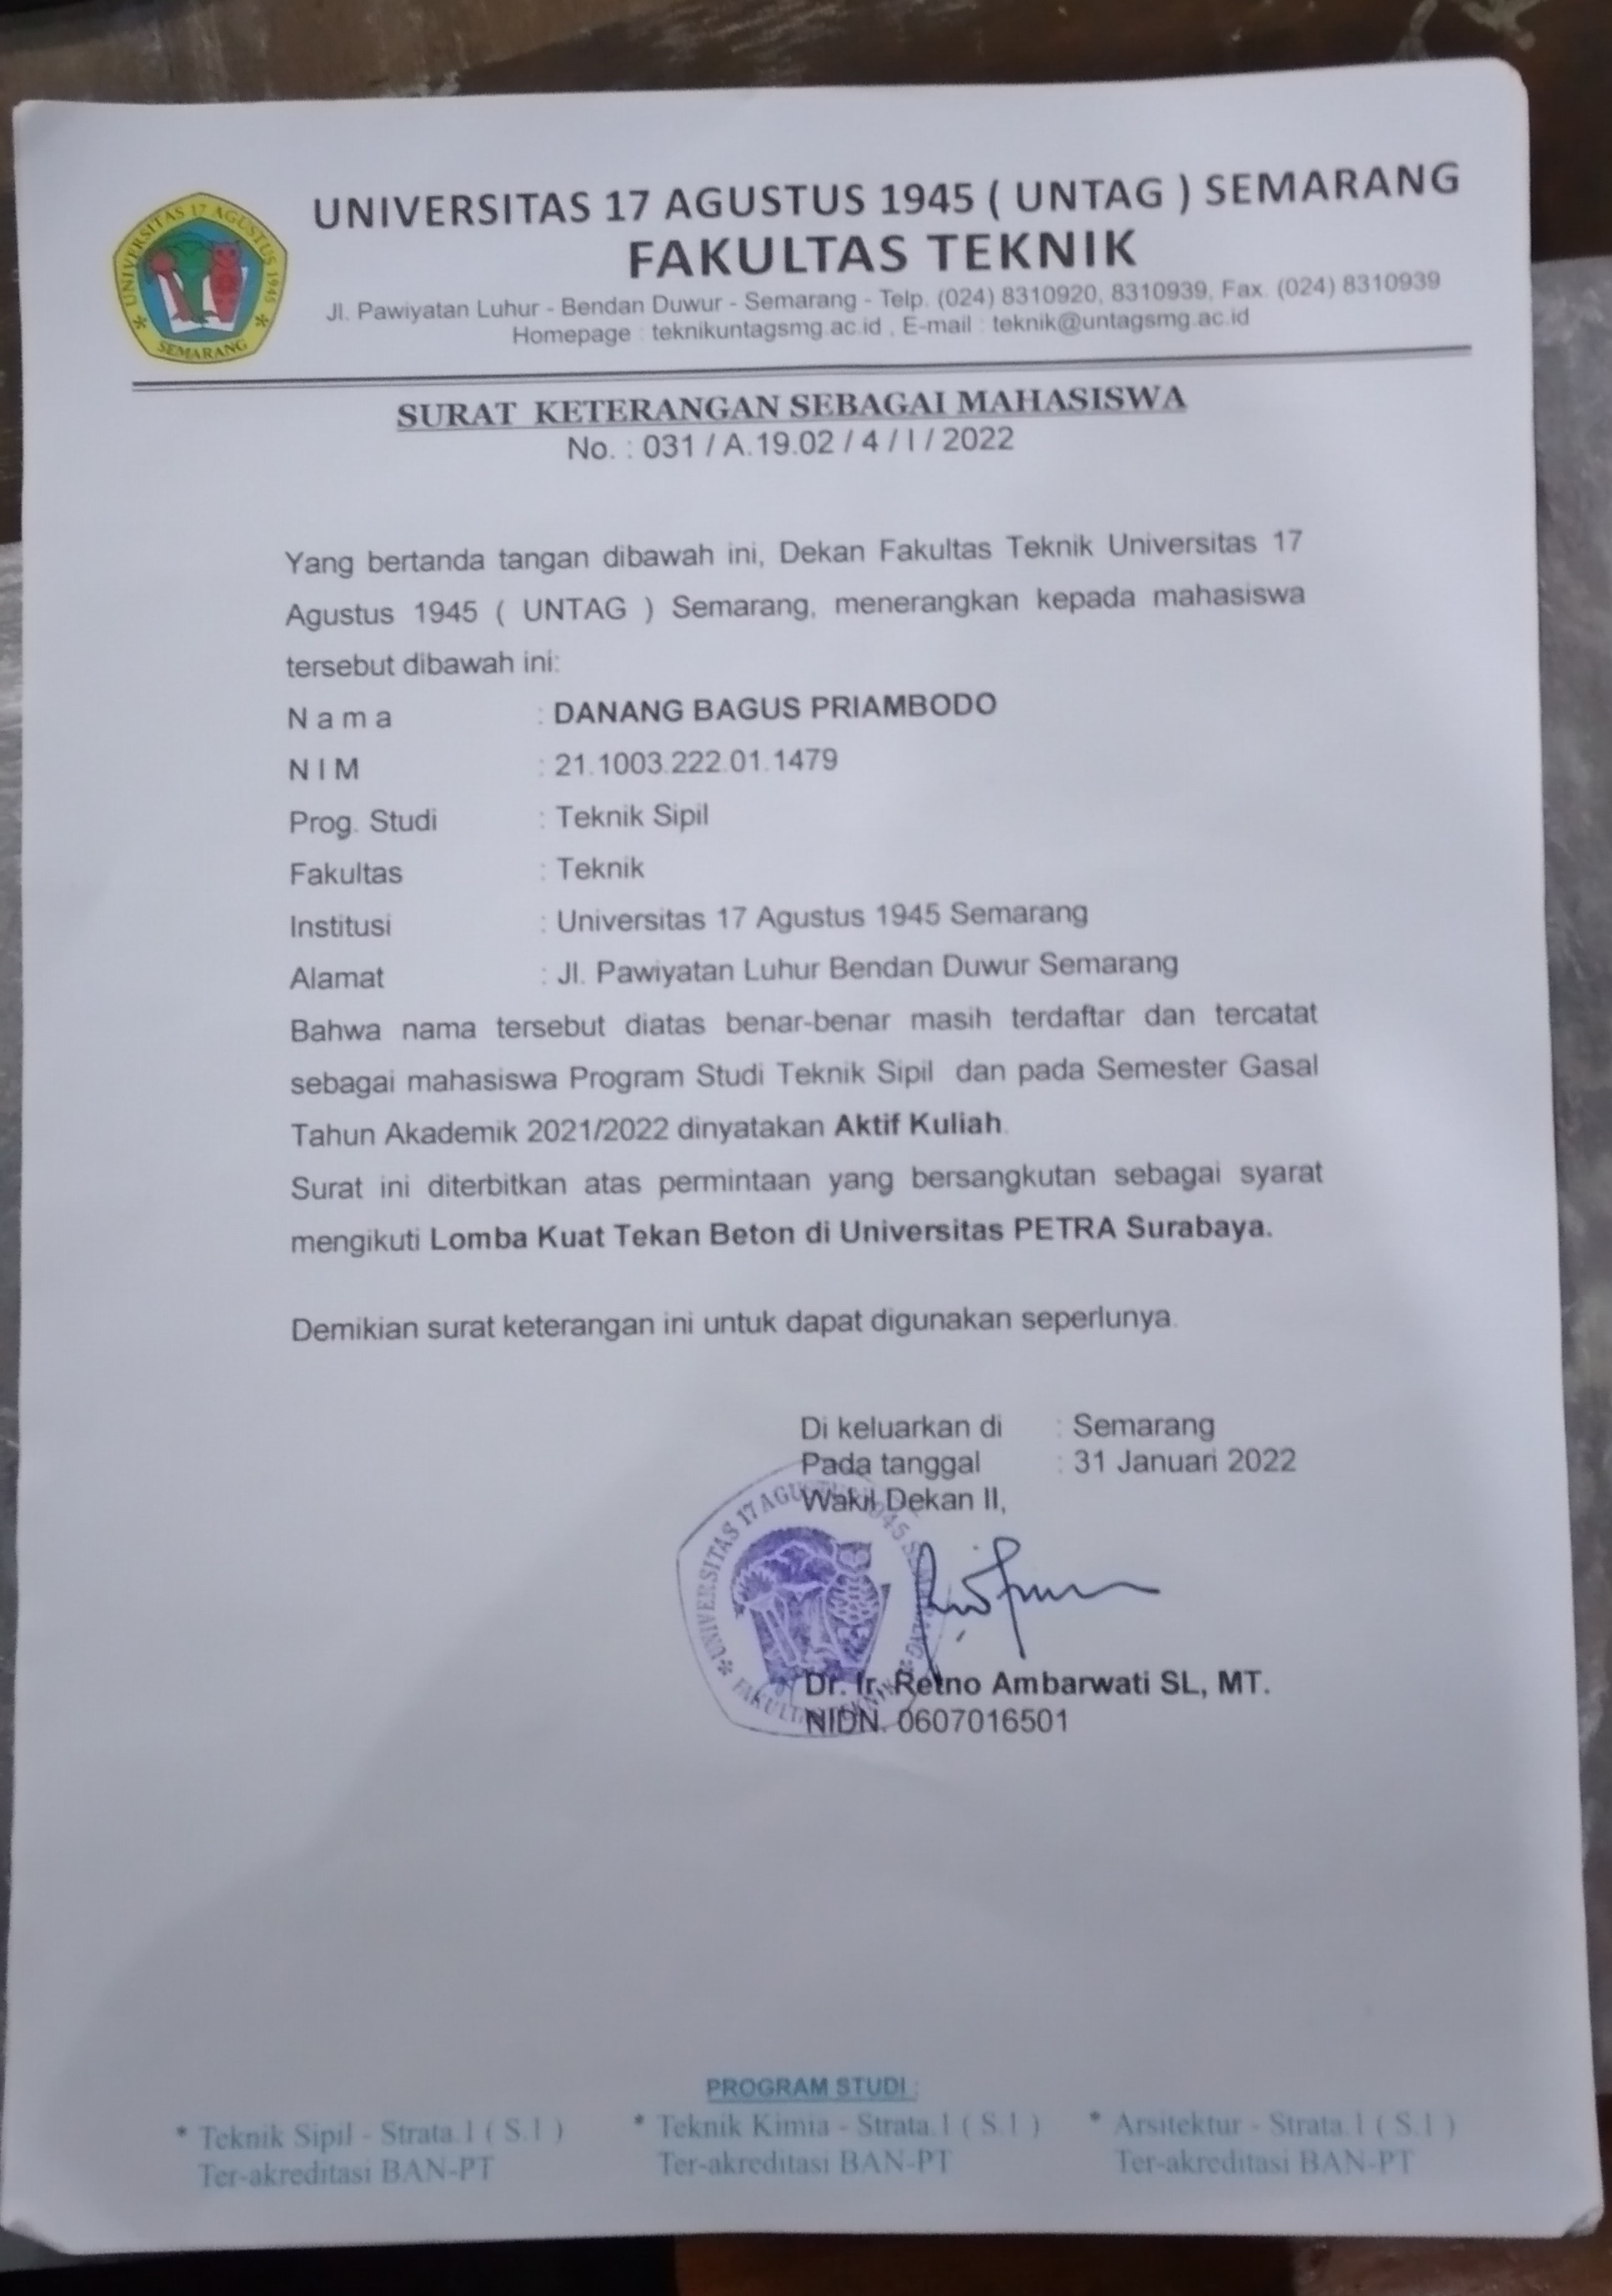 UNIVERSITAS 17 AGUSTUS 1945 ( UNTAG ) SEMARANG
FAKULTAS TEKNIK
Jl. Pawiyatan Luhur - Bendan Duwur - Semarang - Telp. (024) 8310920, 8310939, Fax. (024) 8310939
Homepage : teknikuntagsmg.ac.id , E-mail : teknik@untagsmg.ac.id
UNIVERSITAS 17 AGUSTUS 1945
SEMARANG
SURAT KETERANGAN SEBAGAI MAHASISWA
No. : 031 / A.19.02 / 4 / I / 2022
Yang bertanda tangan dibawah ini, Dekan Fakultas Teknik Universitas 17
Agustus 1945 ( UNTAG ) Semarang, menerangkan kepada mahasiswa
tersebut dibawah ini:
N a m a : DANANG BAGUS PRIAMBODO
N I M : 21.1003.222.01.1479
Prog. Studi : Teknik Sipil
Fakultas : Teknik
Institusi : Universitas 17 Agustus 1945 Semarang
Alamat : Jl. Pawiyatan Luhur Bendan Duwur Semarang
Bahwa nama tersebut diatas benar-benar masih terdaftar dan tercatat
sebagai mahasiswa Program Studi Teknik Sipil dan pada Semester Gasal
Tahun Akademik 2021/2022 dinyatakan Aktif Kuliah.
Surat ini diterbitkan atas permintaan yang bersangkutan sebagai syarat
mengikuti Lomba Kuat Tekan Beton di Universitas PETRA Surabaya.
Demikian surat keterangan ini untuk dapat digunakan seperlunya.
Di keluarkan di : Semarang
Pada tanggal : 31 Januari 2022
Wakil Dekan II,
UNIVERSITAS 17 AGUSTUS 1945 SEMARANG
FAKULTAS TEKNIK
Dr. Ir. Retno Ambarwati SL, MT.
NIDN. 0607016501
PROGRAM STUDI :
* Teknik Sipil - Strata.1 ( S.1 ) * Teknik Kimia - Strata.1 ( S.1 ) * Arsitektur - Strata.1 ( S.1 )
Ter-akreditasi BAN-PT Ter-akreditasi BAN-PT Ter-akreditasi BAN-PT